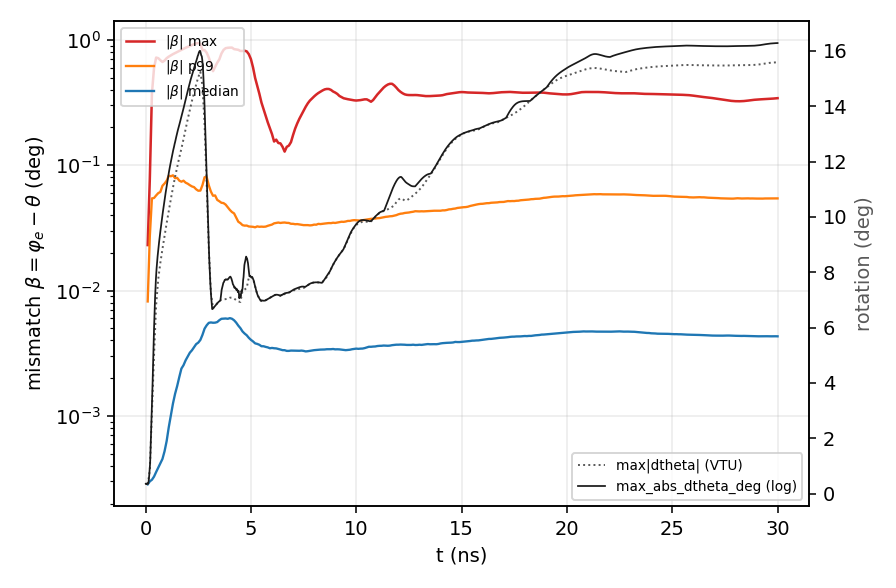 |β| max
|β| p99
|β| median
10⁰
10⁻¹
10⁻²
10⁻³
mismatch β = φₑ − θ (deg)
16
14
12
10
8
6
4
2
0
rotation (deg)
max|dtheta| (VTU)
max_abs_dtheta_deg (log)
0
5
10
15
20
25
30
t (ns)